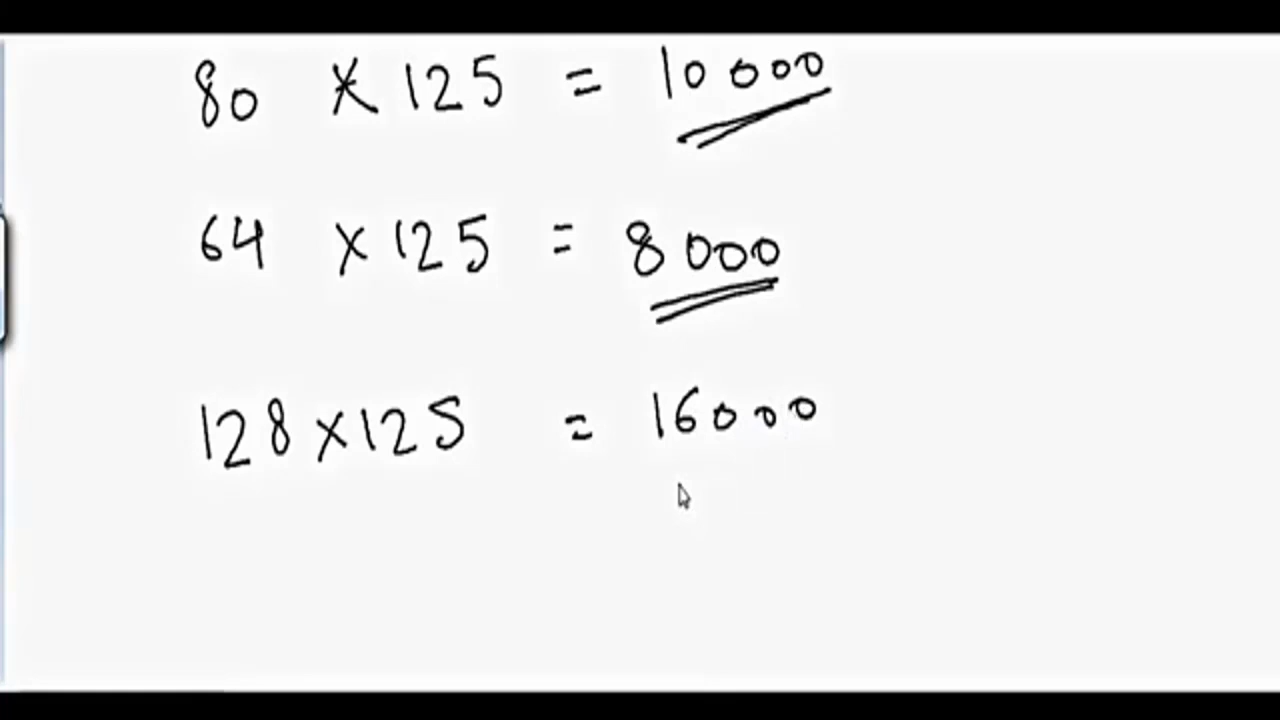 80 × 125 = 10000
64 × 125 = 8000
128 × 125 = 16000